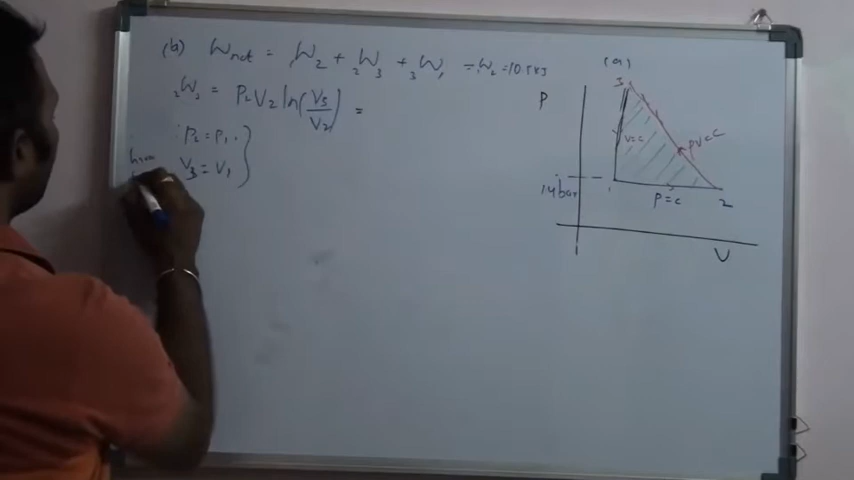 (b) Wnet = ₁W₂ + ₂W₃ + ₃W₁
₁W₂ = 10.5 kJ
₂W₃ = P₂V₂ ln(V₃/V₂) =
P₂ = P₁
V₃ = V₁
(a)
P
3
V=C
PV=C
14 bar
1
P=C
2
V